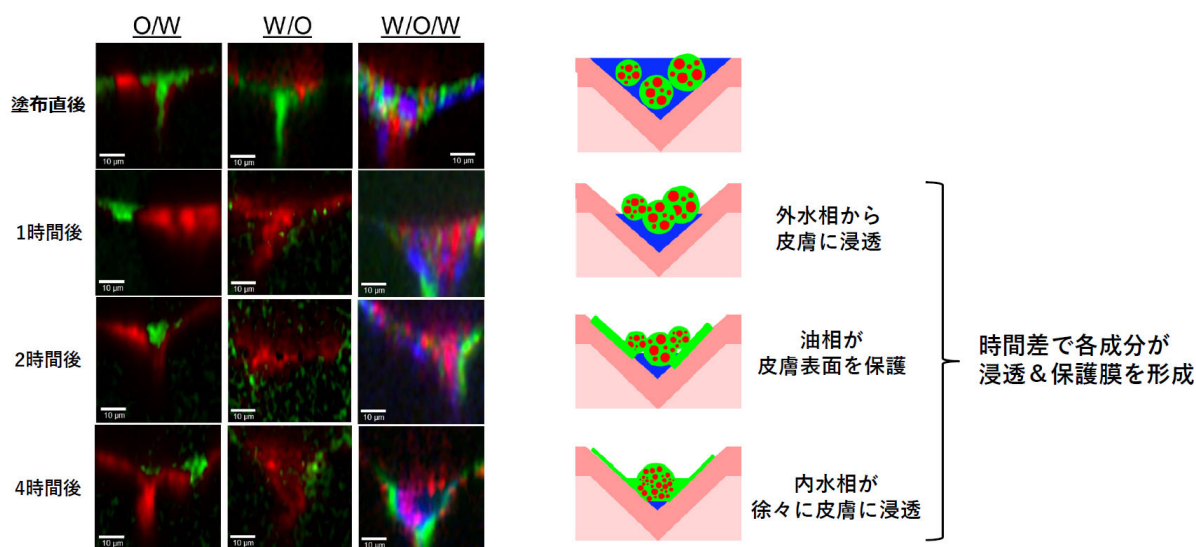 O/W W/O W/O/W
塗布直後
10 µm 10 µm 10 µm
1時間後
10 µm 10 µm 10 µm
外水相から
皮膚に浸透
2時間後
10 µm 10 µm 10 µm
油相が
皮膚表面を保護
時間差で各成分が
浸透&保護膜を形成
4時間後
10 µm 10 µm 10 µm
内水相が
徐々に皮膚に浸透